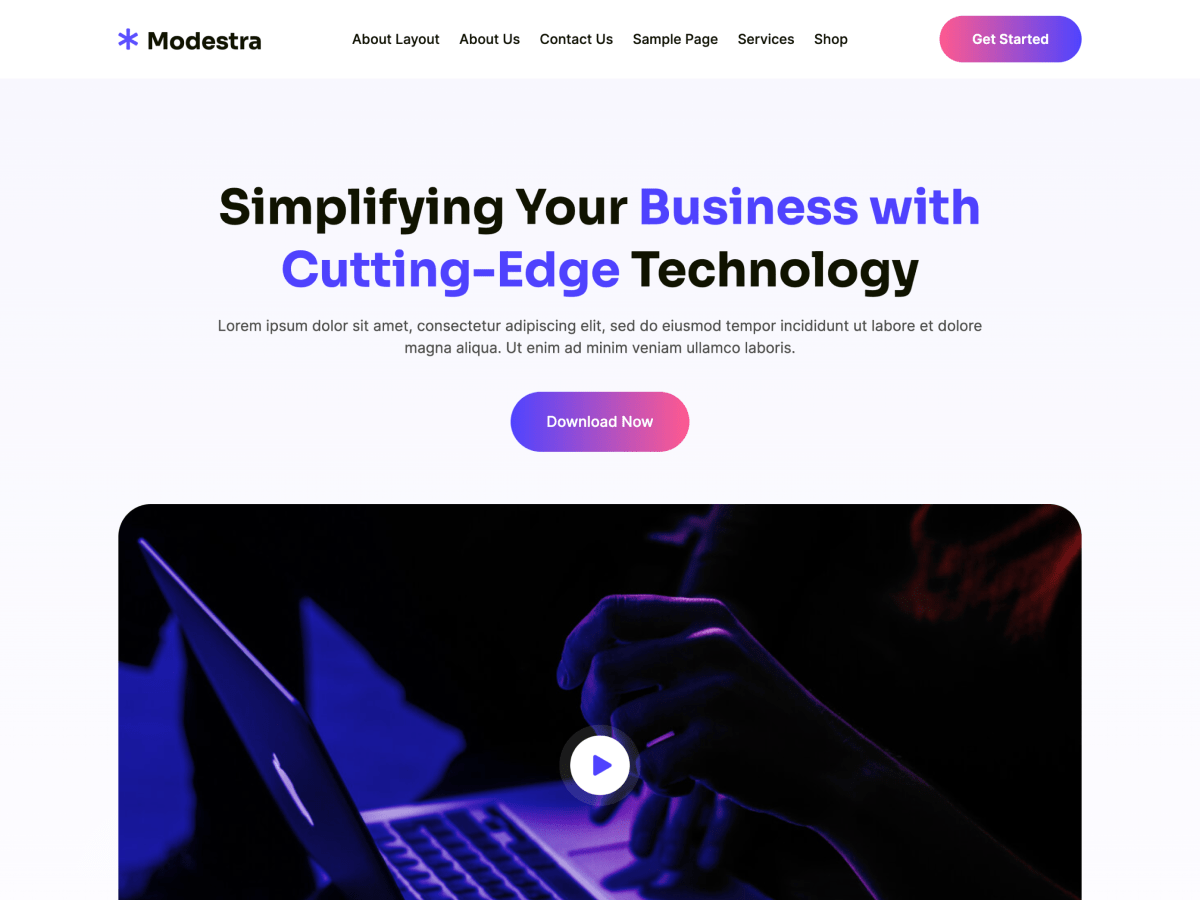 Modestra
About Layout About Us Contact Us Sample Page Services Shop
Get Started
Simplifying Your Business with
Cutting-Edge Technology
Lorem ipsum dolor sit amet, consectetur adipiscing elit, sed do eiusmod tempor incididunt ut labore et dolore
magna aliqua. Ut enim ad minim veniam ullamco laboris.
Download Now